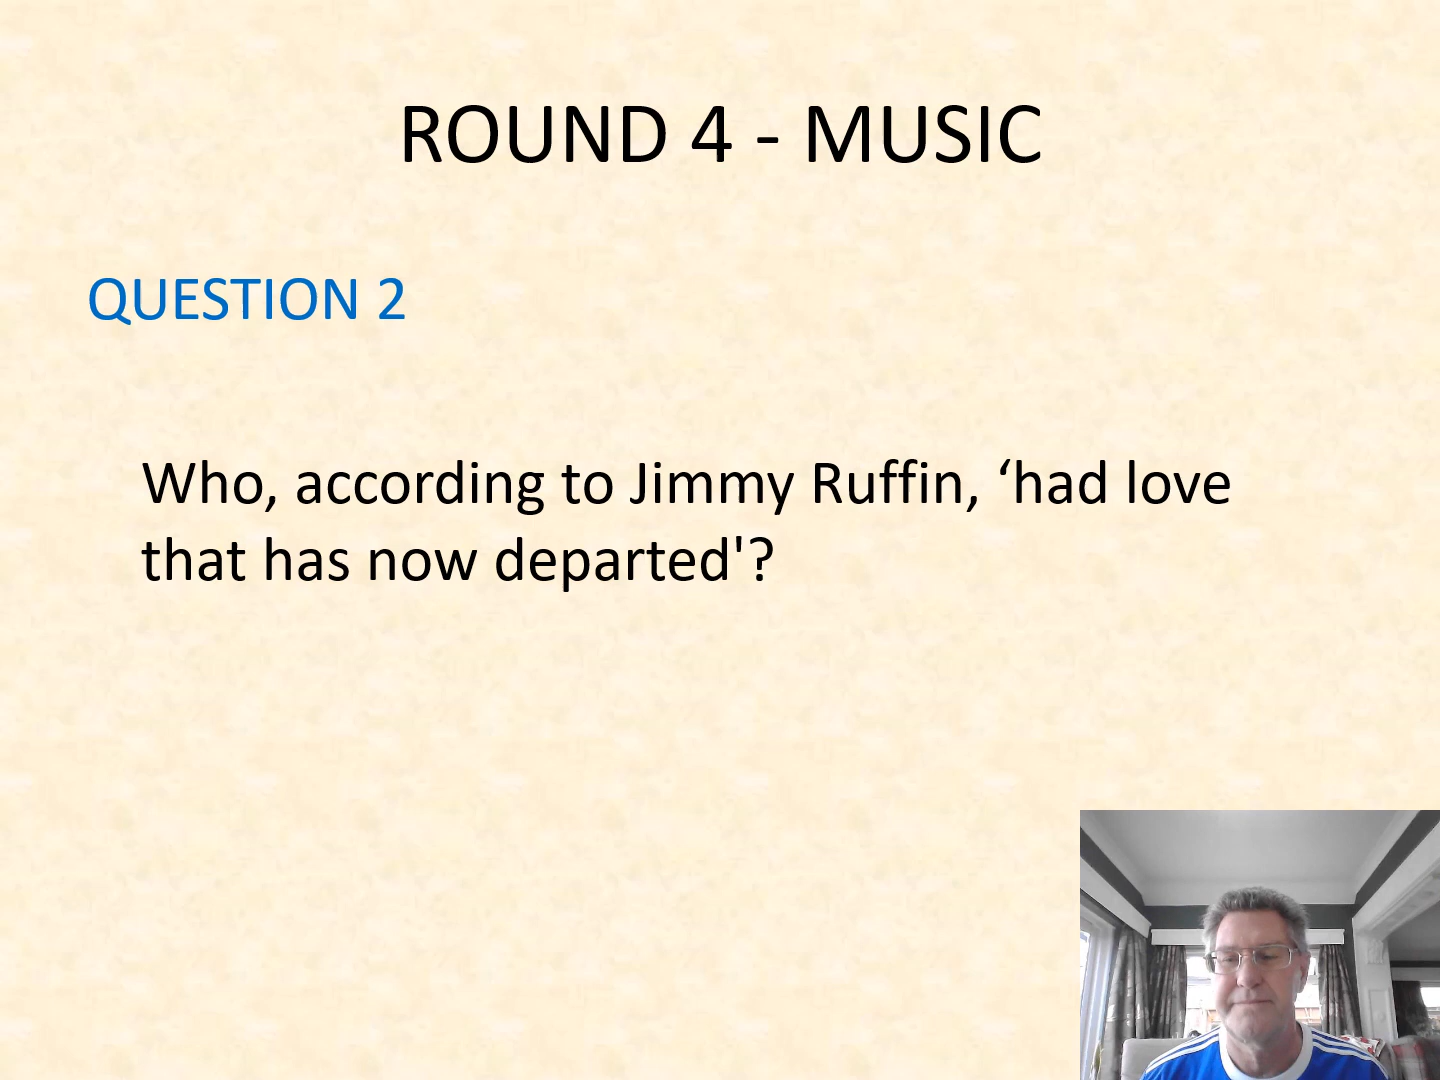 ROUND 4 - MUSIC
QUESTION 2
Who, according to Jimmy Ruffin, ‘had love
that has now departed'?